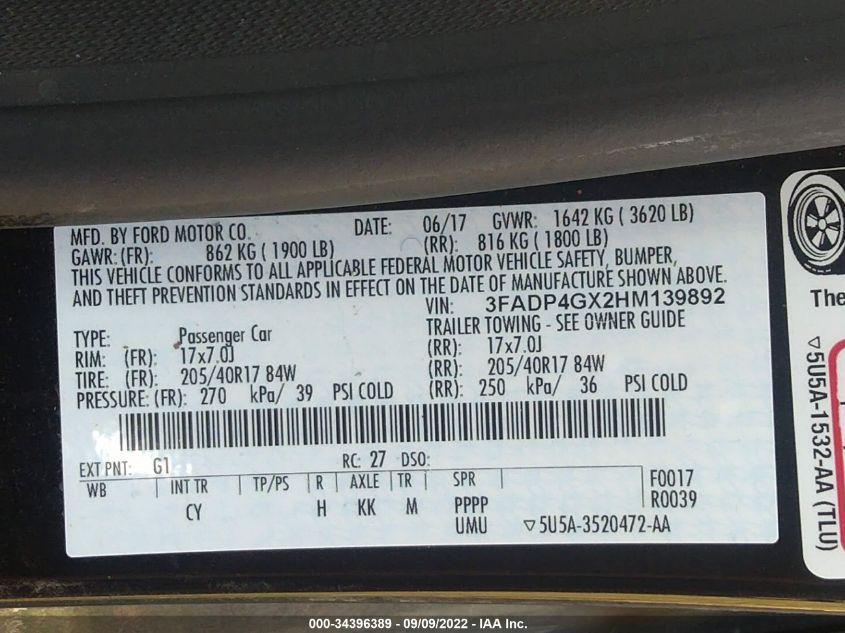 MFD. BY FORD MOTOR CO. DATE: 06/17 GVWR: 1642 KG ( 3620 LB)
GAWR: (FR): 862 KG ( 1900 LB) (RR): 816 KG ( 1800 LB)
THIS VEHICLE CONFORMS TO ALL APPLICABLE FEDERAL MOTOR VEHICLE SAFETY, BUMPER,
AND THEFT PREVENTION STANDARDS IN EFFECT ON THE DATE OF MANUFACTURE SHOWN ABOVE.
VIN: 3FADP4GX2HM139892
TRAILER TOWING - SEE OWNER GUIDE
TYPE: Passenger Car
RIM: (FR): 17x7.0J (RR): 17x7.0J
TIRE: (FR): 205/40R17 84W (RR): 205/40R17 84W
PRESSURE: (FR): 270 kPa/ 39 PSI COLD (RR): 250 kPa/ 36 PSI COLD
EXT PNT: G1 RC: 27 DSO:
WB INT TR TP/PS R AXLE TR SPR F0017
CY H KK M PPPP R0039
UMU ▽5U5A-3520472-AA
The
▽5U5A-1532-AA (TLU)
000-34396389 - 09/09/2022 - IAA Inc.